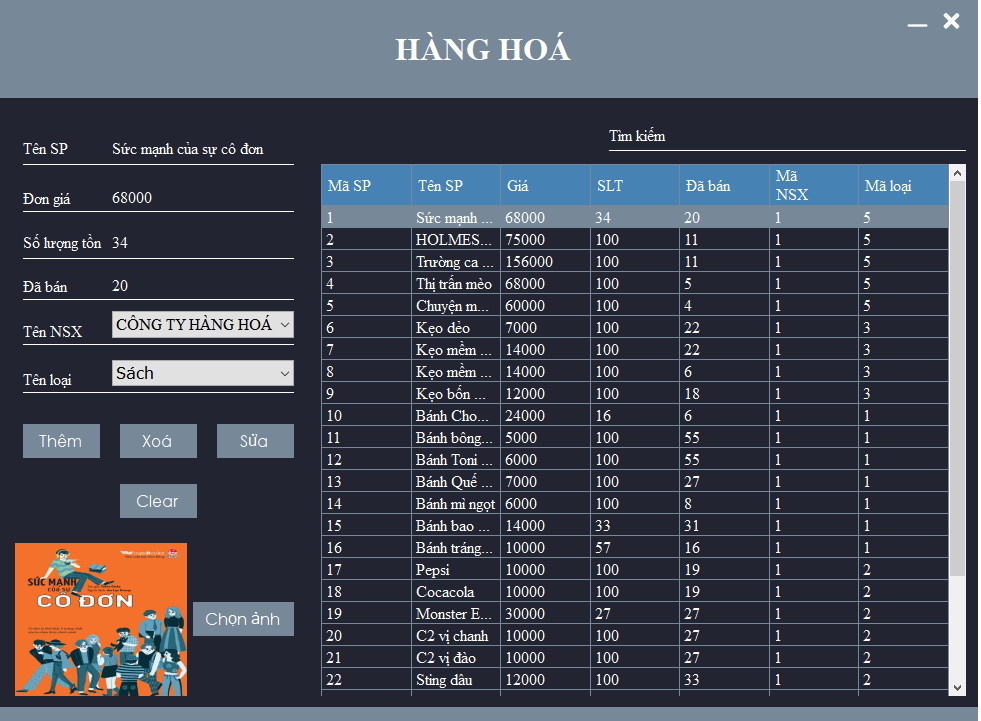 HÀNG HOÁ
Tên SP Sức mạnh của sự cô đơn
Đơn giá 68000
Số lượng tồn 34
Đã bán 20
Tên NSX CÔNG TY HÀNG HOÁ
Tên loại Sách
Thêm Xoá Sửa
Clear
SỨC MẠNH
CỦA SỰ
CÔ ĐƠN
Chọn ảnh
Tìm kiếm
Mã SP Tên SP Giá SLT Đã bán Mã NSX Mã loại
1 Sức mạnh ... 68000 34 20 1 5
2 HOLMES... 75000 100 11 1 5
3 Trường ca ... 156000 100 11 1 5
4 Thị trấn mèo 68000 100 5 1 5
5 Chuyện m... 60000 100 4 1 5
6 Kẹo dẻo 7000 100 22 1 3
7 Kẹo mềm ... 14000 100 22 1 3
8 Kẹo mềm ... 14000 100 6 1 3
9 Kẹo bốn ... 12000 100 18 1 3
10 Bánh Cho... 24000 16 6 1 1
11 Bánh bông... 5000 100 55 1 1
12 Bánh Toni ... 6000 100 55 1 1
13 Bánh Quế ... 7000 100 27 1 1
14 Bánh mì ngọt 6000 100 8 1 1
15 Bánh bao ... 14000 33 31 1 1
16 Bánh tráng... 10000 57 16 1 1
17 Pepsi 10000 100 19 1 2
18 Cocacola 10000 100 19 1 2
19 Monster E... 30000 27 27 1 2
20 C2 vị chanh 10000 100 27 1 2
21 C2 vị đào 10000 100 27 1 2
22 Sting dâu 12000 100 33 1 2